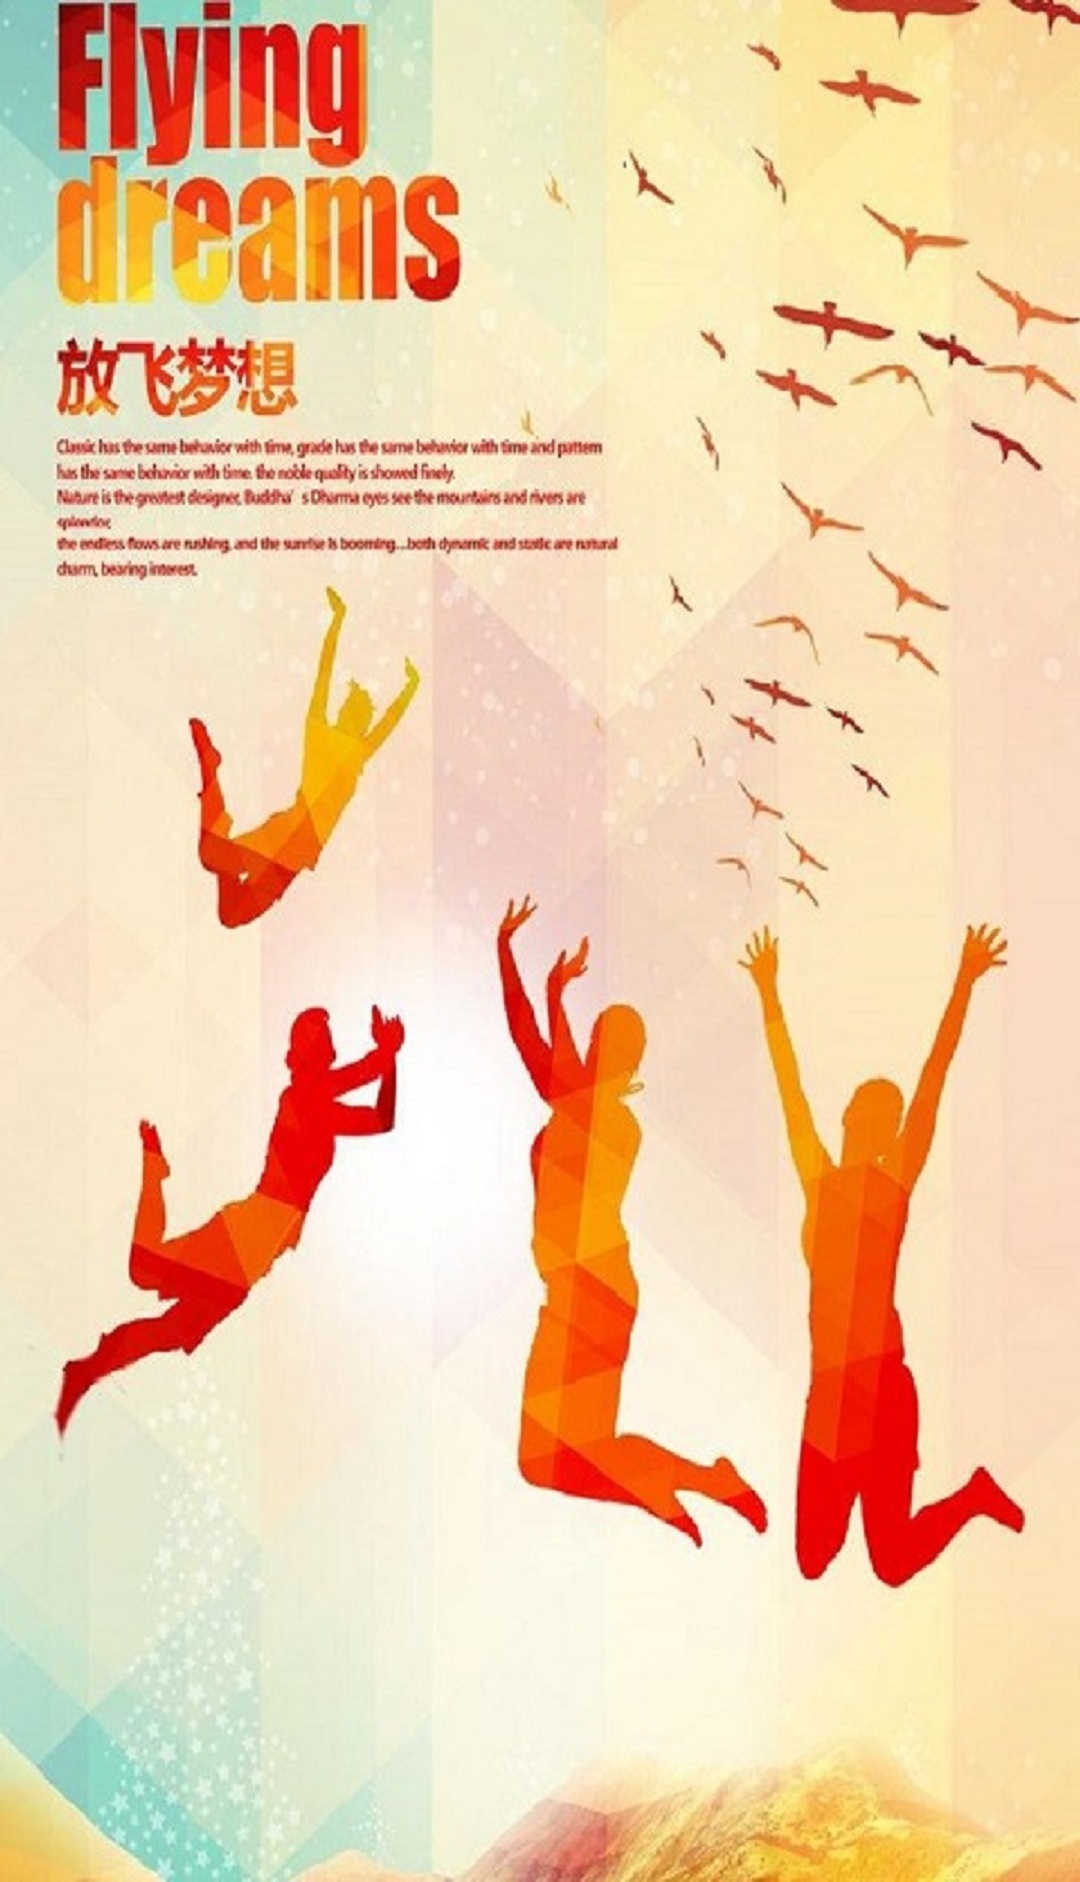 Flying
dreams
放飞梦想
Classic has the same behavior with time, grade has the same behavior with time and pattern
has the same behavior with time. the noble quality is showed finely.
Nature is the greatest designer, Buddha' s Dharma eyes see the mountains and rivers are
splendor,
the endless flows are rushing, and the sunrise is booming...both dynamic and static are natural
charm, bearing interest.